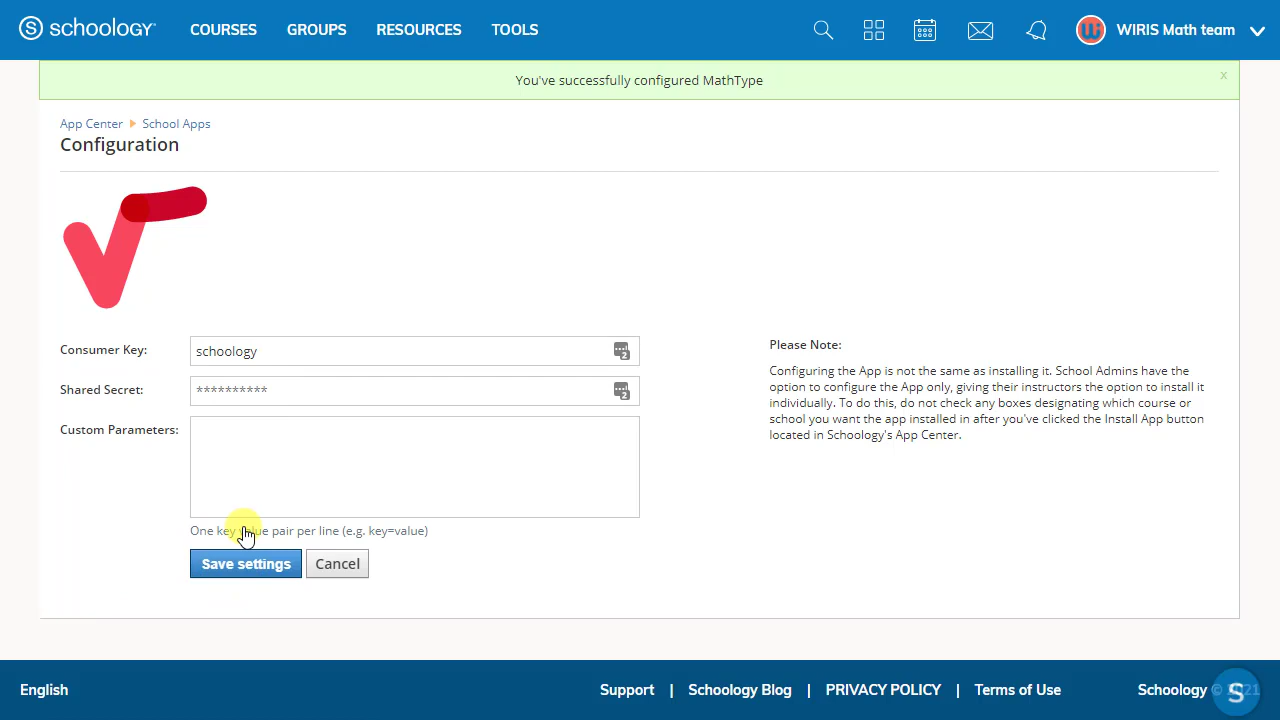 schoology
COURSES
GROUPS
RESOURCES
TOOLS
WIRIS Math team
You've successfully configured MathType
x
App Center
School Apps
Configuration
Consumer Key:
schoology
Shared Secret:
**********
Custom Parameters:
One key value pair per line (e.g. key=value)
Save settings
Cancel
Please Note:
Configuring the App is not the same as installing it. School Admins have the
option to configure the App only, giving their instructors the option to install it
individually. To do this, do not check any boxes designating which course or
school you want the app installed in after you've clicked the Install App button
located in Schoology's App Center.
English
Support | Schoology Blog | PRIVACY POLICY | Terms of Use
Schoology © 2021
S